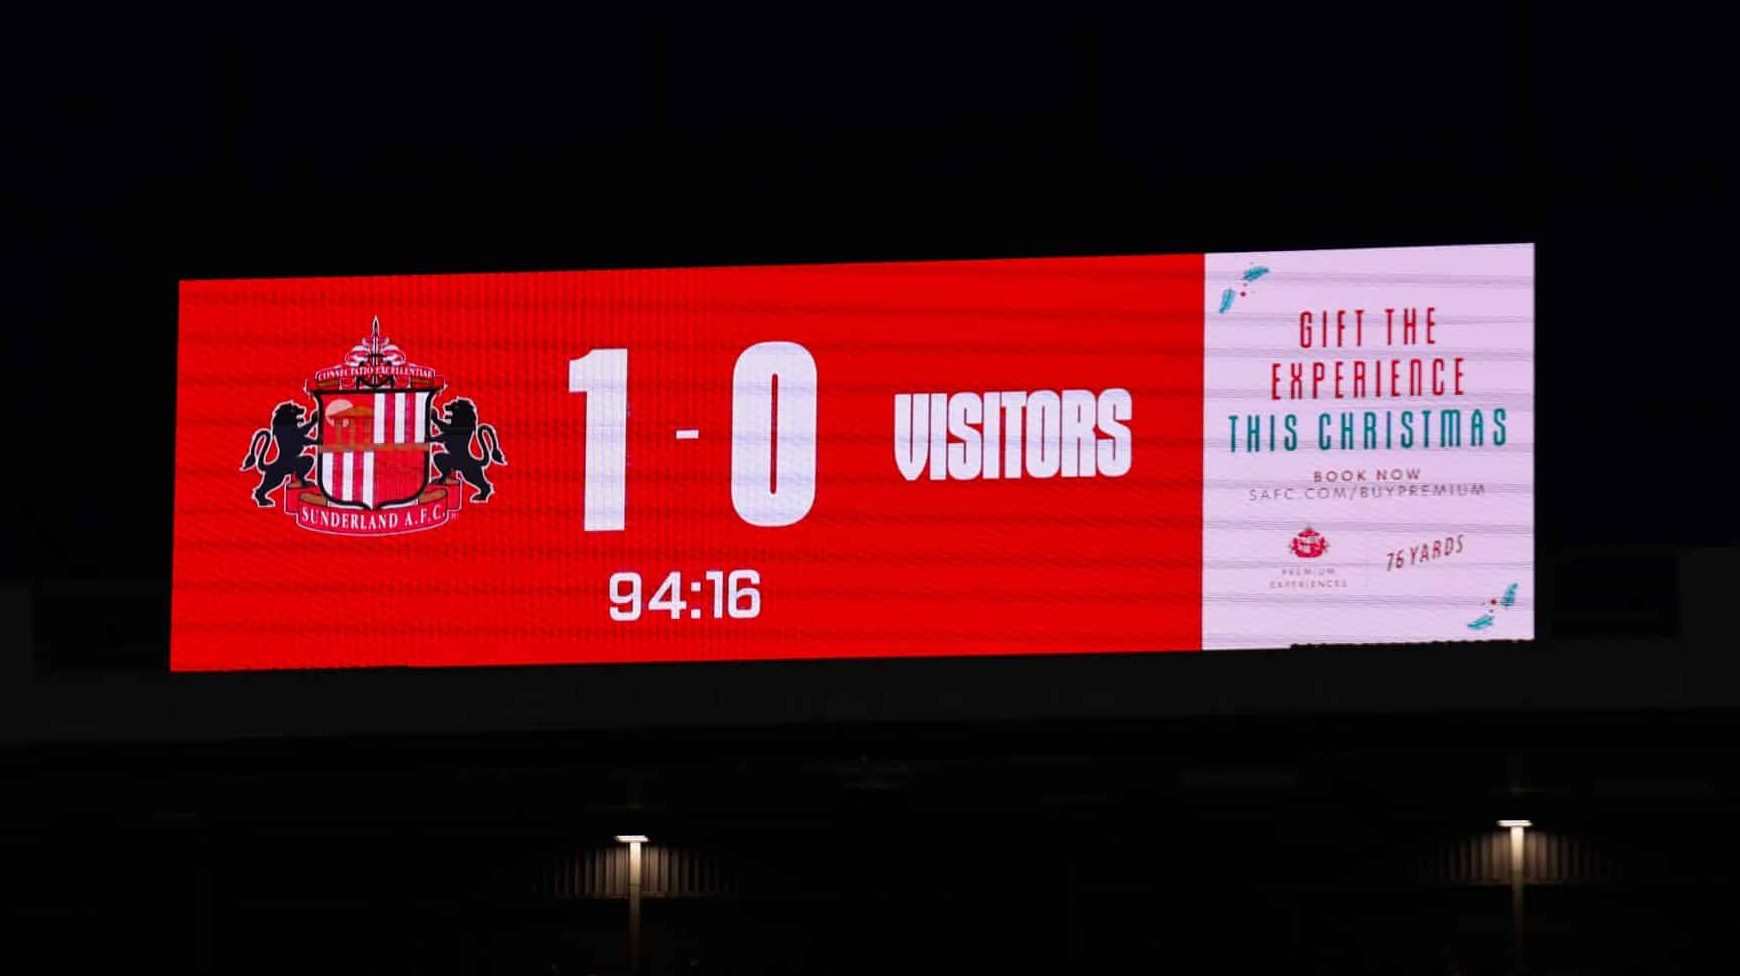 CONSECTATIO EXCELLENTIAE
SUNDERLAND A.F.C.
1 - 0
VISITORS
94:16
GIFT THE
EXPERIENCE
THIS CHRISTMAS
BOOK NOW
SAFC.COM/BUYPREMIUM
PREMIUM
EXPERIENCES
76 YARDS